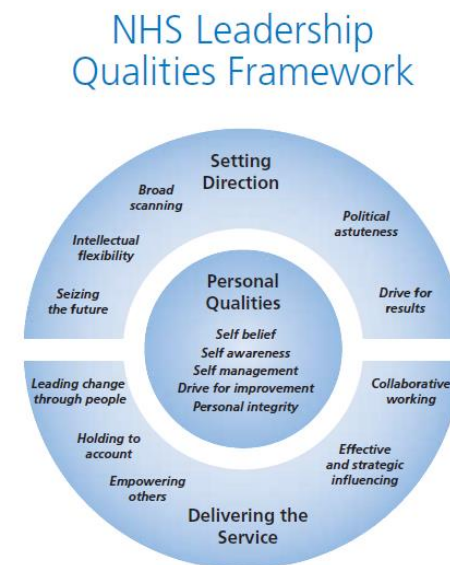 NHS Leadership
Qualities Framework
Setting
Direction
Broad
scanning
Intellectual
flexibility
Seizing
the future
Political
astuteness
Drive for
results
Personal
Qualities
Self belief
Self awareness
Self management
Drive for improvement
Personal integrity
Leading change
through people
Holding to
account
Empowering
others
Collaborative
working
Effective
and strategic
influencing
Delivering the
Service